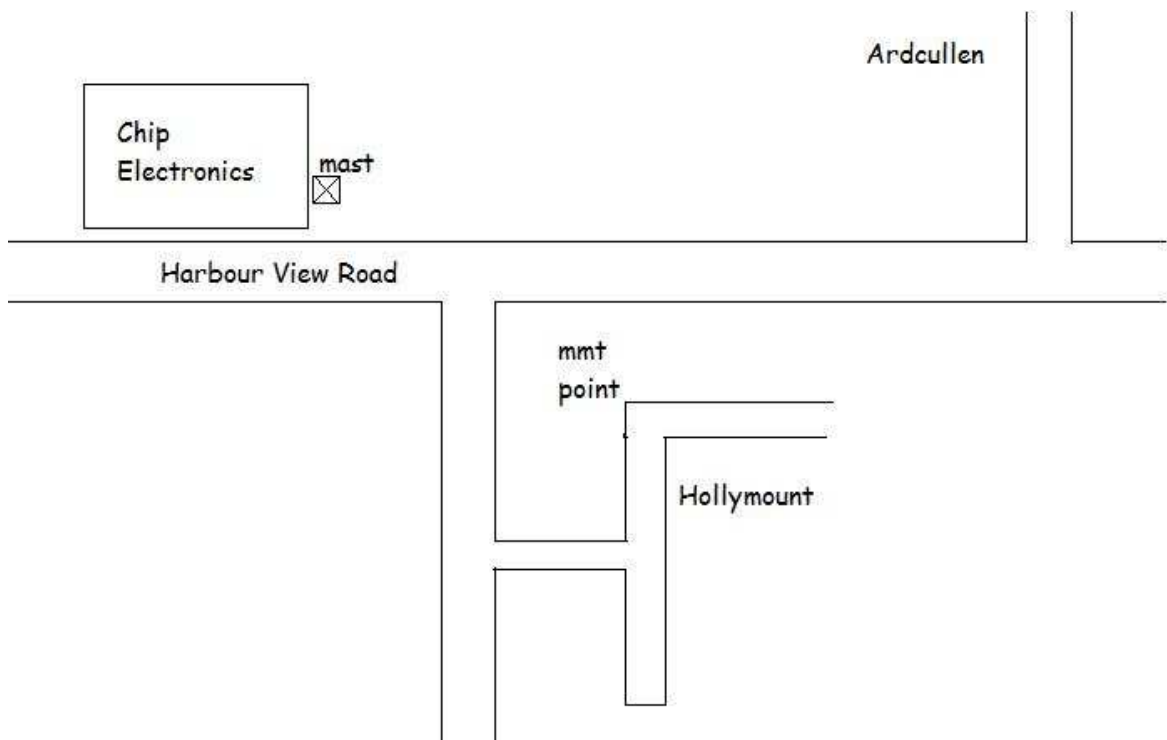 Ardcullen
Chip
Electronics
mast
Harbour View Road
mmt
point
Hollymount